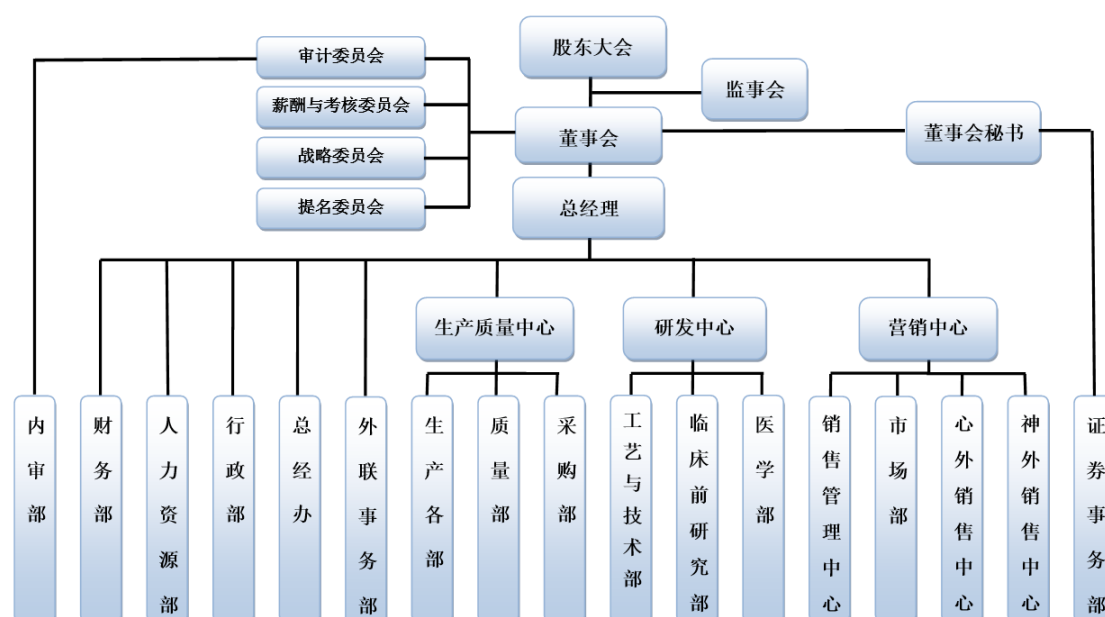 股东大会
审计委员会
监事会
薪酬与考核委员会
董事会
董事会秘书
战略委员会
提名委员会
总经理
生产质量中心
研发中心
营销中心
内审部
财务部
人力资源部
行政部
总经办
外联事务部
生产各部
质量部
采购部
工艺与技术部
临床前研究部
医学部
销售管理中心
市场部
心外销售中心
神外销售中心
证券事务部